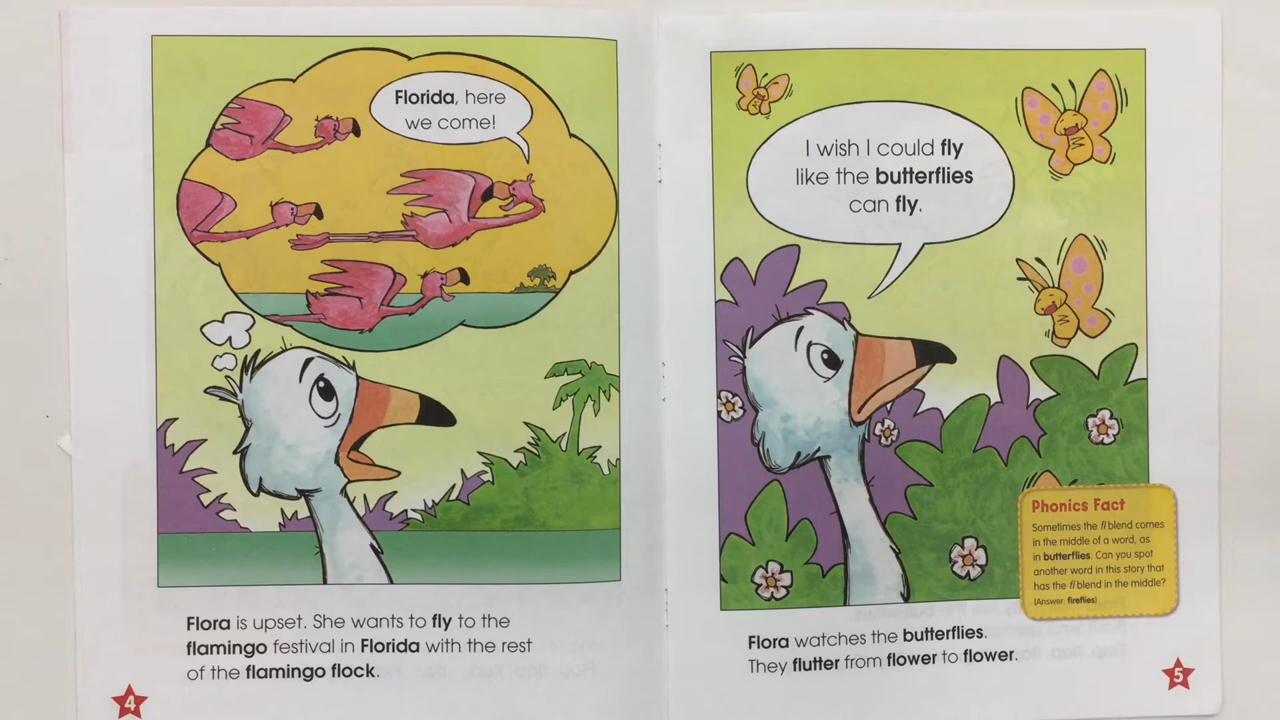 Florida, here
we come!
Flora is upset. She wants to fly to the
flamingo festival in Florida with the rest
of the flamingo flock.
4
I wish I could fly
like the butterflies
can fly.
Phonics Fact
Sometimes the fl blend comes
in the middle of a word, as
in butterflies. Can you spot
another word in this story that
has the fl blend in the middle?
(Answer: fireflies)
Flora watches the butterflies.
They flutter from flower to flower.
5